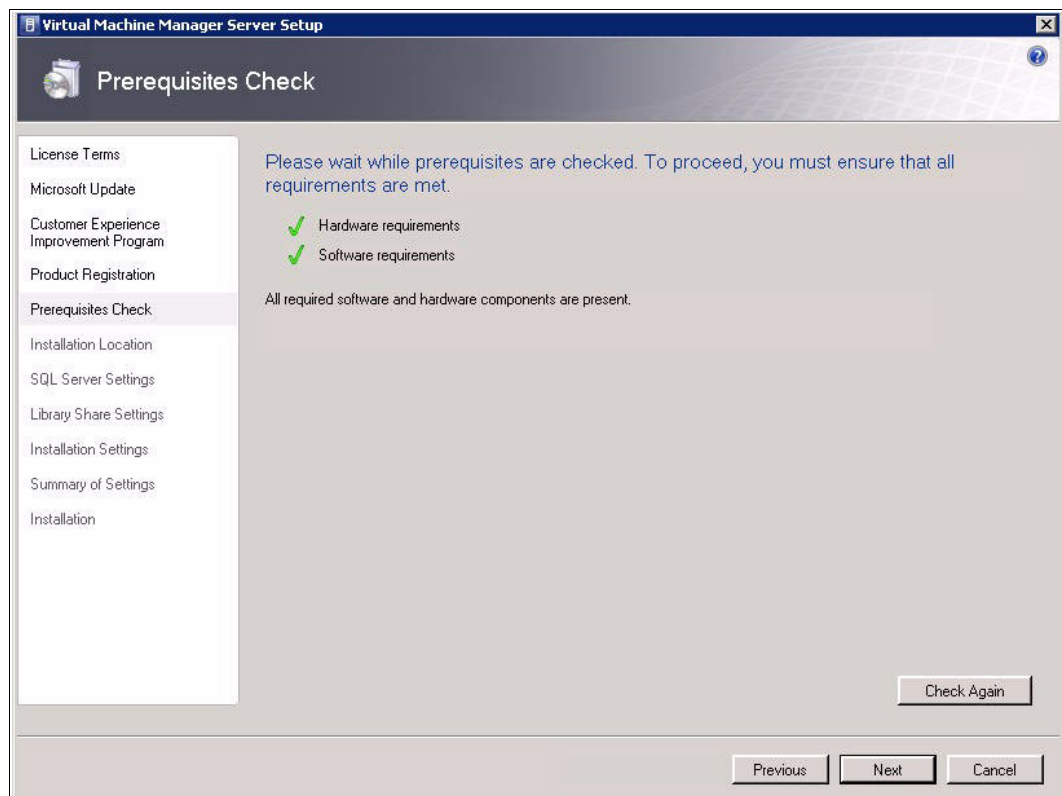 Virtual Machine Manager Server Setup
Prerequisites Check
License Terms
Microsoft Update
Customer Experience
Improvement Program
Product Registration
Prerequisites Check
Installation Location
SQL Server Settings
Library Share Settings
Installation Settings
Summary of Settings
Installation
Please wait while prerequisites are checked. To proceed, you must ensure that all
requirements are met.
Hardware requirements
Software requirements
All required software and hardware components are present.
Check Again
Previous
Next
Cancel